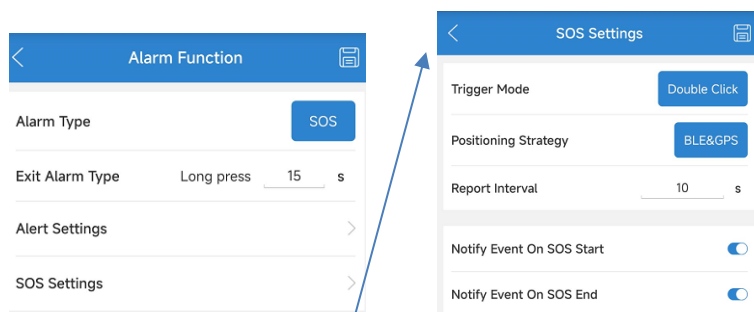 Alarm Function
Alarm Type SOS
Exit Alarm Type Long press 15 s
Alert Settings
SOS Settings
SOS Settings
Trigger Mode Double Click
Positioning Strategy BLE&GPS
Report Interval 10 s
Notify Event On SOS Start
Notify Event On SOS End